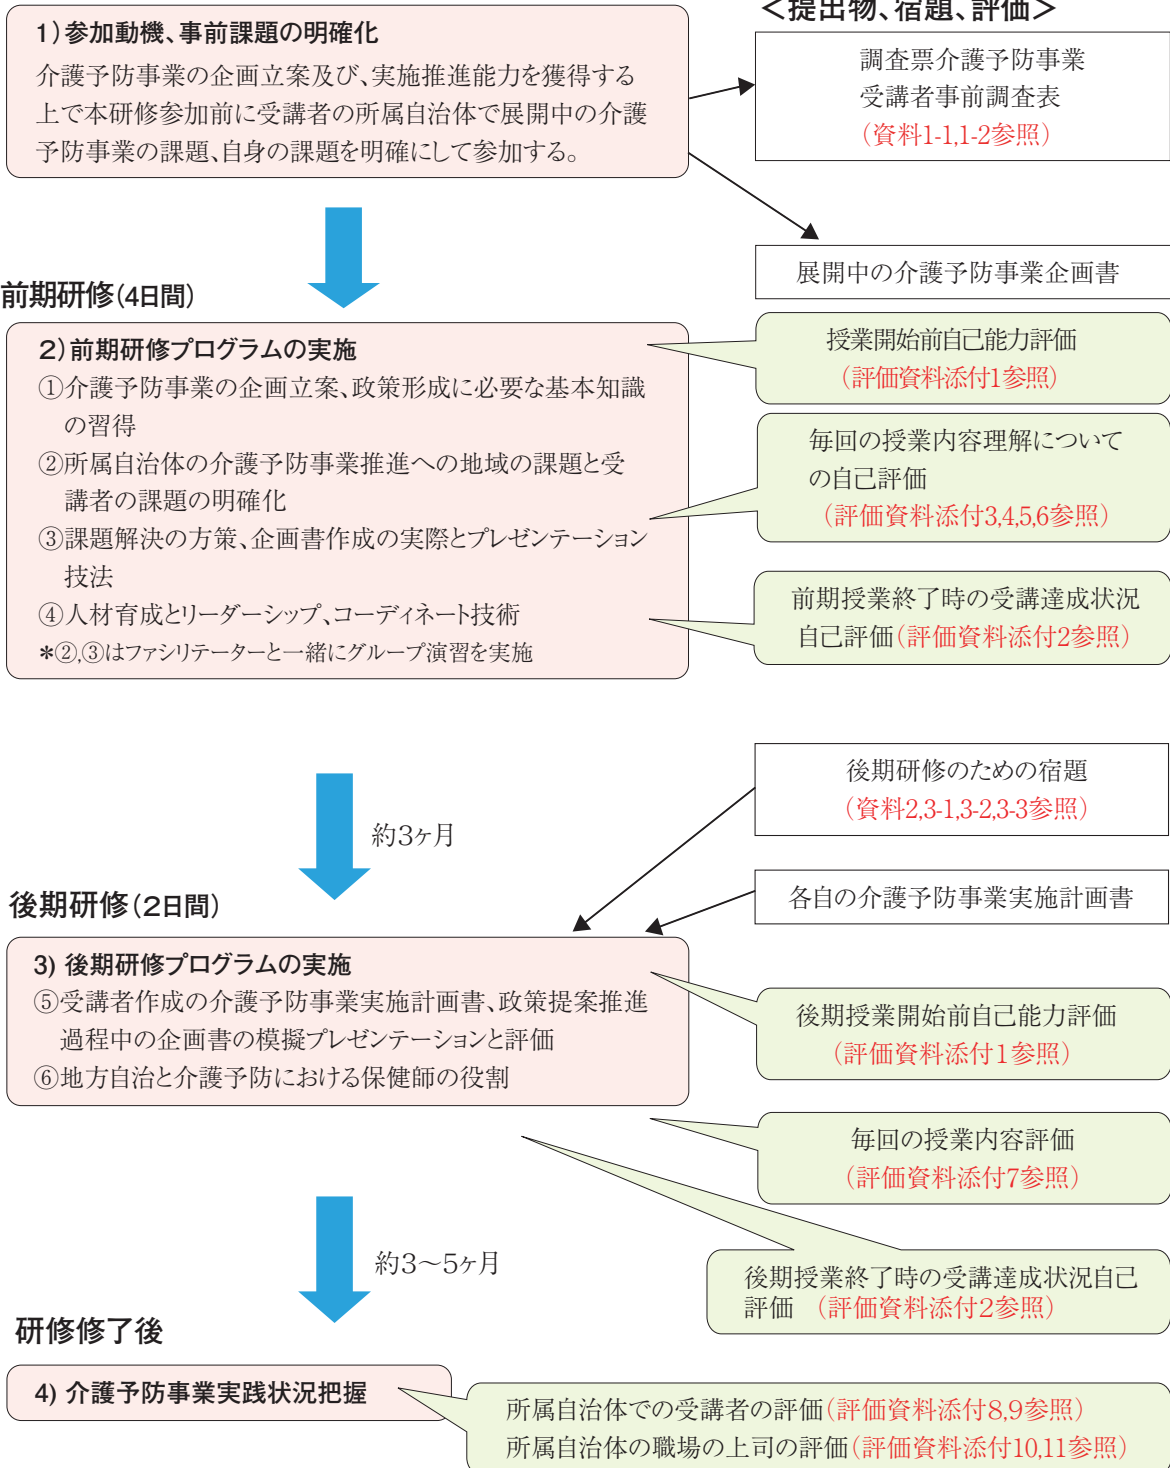 <提出物、宿題、評価>
1)参加動機、事前課題の明確化
介護予防事業の企画立案及び、実施推進能力を獲得する
上で本研修参加前に受講者の所属自治体で展開中の介護
予防事業の課題、自身の課題を明確にして参加する。
調査票介護予防事業
受講者事前調査表
(資料1-1,1-2参照)
展開中の介護予防事業企画書
前期研修(4日間)
2)前期研修プログラムの実施
①介護予防事業の企画立案、政策形成に必要な基本知識
の習得
②所属自治体の介護予防事業推進への地域の課題と受
講者の課題の明確化
③課題解決の方策、企画書作成の実際とプレゼンテーション
技法
④人材育成とリーダーシップ、コーディネート技術
*②,③はファシリテーターと一緒にグループ演習を実施
授業開始前自己能力評価
(評価資料添付1参照)
毎回の授業内容理解について
の自己評価
(評価資料添付3,4,5,6参照)
前期授業終了時の受講達成状況
自己評価(評価資料添付2参照)
約3ヶ月
後期研修のための宿題
(資料2,3-1,3-2,3-3参照)
各自の介護予防事業実施計画書
後期研修(2日間)
3) 後期研修プログラムの実施
⑤受講者作成の介護予防事業実施計画書、政策提案推進
過程中の企画書の模擬プレゼンテーションと評価
⑥地方自治と介護予防における保健師の役割
後期授業開始前自己能力評価
(評価資料添付1参照)
毎回の授業内容評価
(評価資料添付7参照)
後期授業終了時の受講達成状況自己
評価 (評価資料添付2参照)
約3〜5ヶ月
研修修了後
4) 介護予防事業実践状況把握
所属自治体での受講者の評価(評価資料添付8,9参照)
所属自治体の職場の上司の評価(評価資料添付10,11参照)